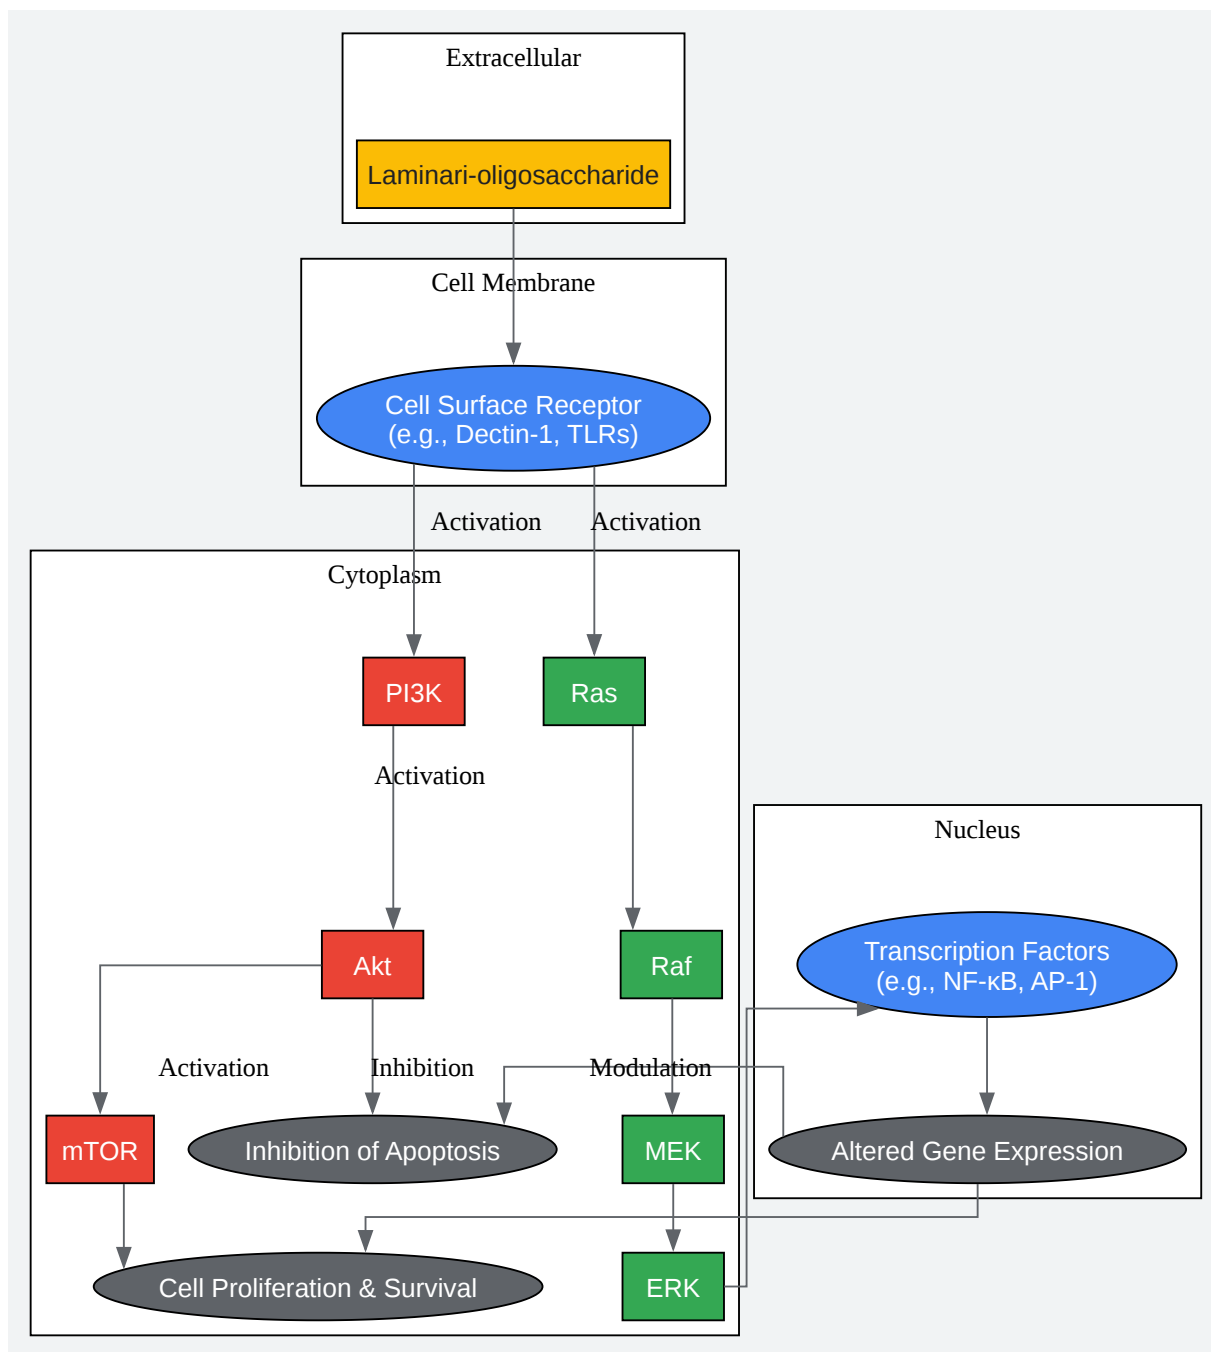 Extracellular
Laminari-oligosaccharide
Cell Membrane
Cell Surface Receptor
(e.g., Dectin-1, TLRs)
Activation
Activation
Cytoplasm
PI3K
Ras
Activation
Nucleus
Akt
Raf
Transcription Factors
(e.g., NF-κB, AP-1)
Activation
Inhibition
Modulation
mTOR
Inhibition of Apoptosis
MEK
Altered Gene Expression
Cell Proliferation & Survival
ERK